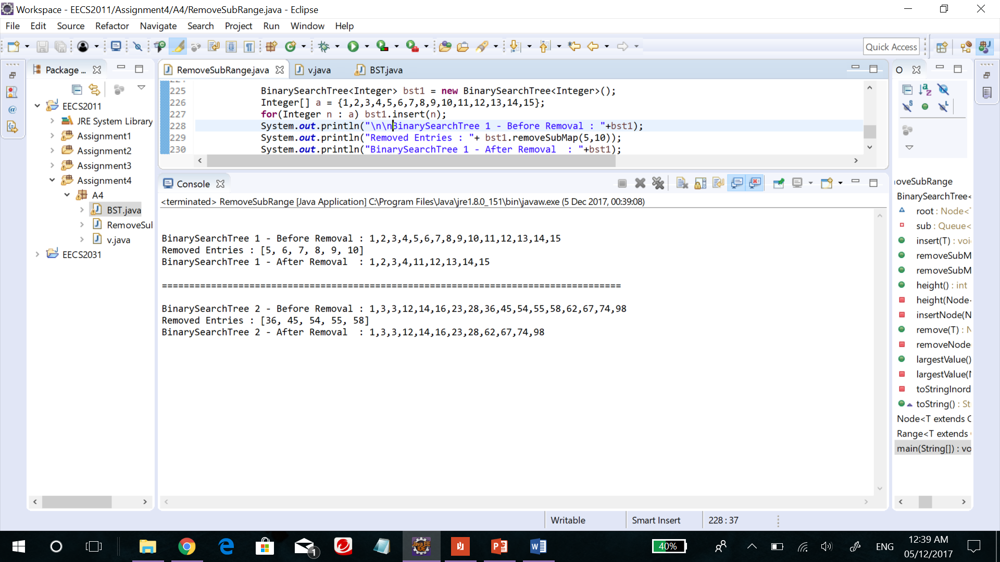 Workspace - EECS2011/Assignment4/A4/RemoveSubRange.java - Eclipse
File Edit Source Refactor Navigate Search Project Run Window Help
Quick Access
Package ...
EECS2011
JRE System Library
Assignment1
Assignment2
Assignment3
Assignment4
A4
BST.java
RemoveSul
v.java
EECS2031
RemoveSubRange.java v.java BST.java
224
225 BinarySearchTree<Integer> bst1 = new BinarySearchTree<Integer>();
226 Integer[] a = {1,2,3,4,5,6,7,8,9,10,11,12,13,14,15};
227 for(Integer n : a) bst1.insert(n);
228 System.out.println("\n\nBinarySearchTree 1 - Before Removal : "+bst1);
229 System.out.println("Removed Entries : "+ bst1.removeSubMap(5,10));
230 System.out.println("BinarySearchTree 1 - After Removal  : "+bst1);
Console
<terminated> RemoveSubRange [Java Application] C:\Program Files\Java\jre1.8.0_151\bin\javaw.exe (5 Dec 2017, 00:39:08)
BinarySearchTree 1 - Before Removal : 1,2,3,4,5,6,7,8,9,10,11,12,13,14,15
Removed Entries : [5, 6, 7, 8, 9, 10]
BinarySearchTree 1 - After Removal  : 1,2,3,4,11,12,13,14,15
====================================================================================
BinarySearchTree 2 - Before Removal : 1,3,3,12,14,16,23,28,36,45,54,55,58,62,67,74,98
Removed Entries : [36, 45, 54, 55, 58]
BinarySearchTree 2 - After Removal  : 1,3,3,12,14,16,23,28,62,67,74,98
O
oveSubRange
BinarySearchTree<
root : Node<
sub : Queue<
insert(T) : voi
removeSubM
removeSubM
height() : int
height(Node
insertNode(N
remove(T) : N
removeNode
largestValue()
largestValue(
toStringInord
toString() : St
Node<T extends C
Range<T extends
main(String[]) : vo
Writable Smart Insert 228 : 37
1
Java EE
IDE
40%
ENG
12:39 AM
05/12/2017